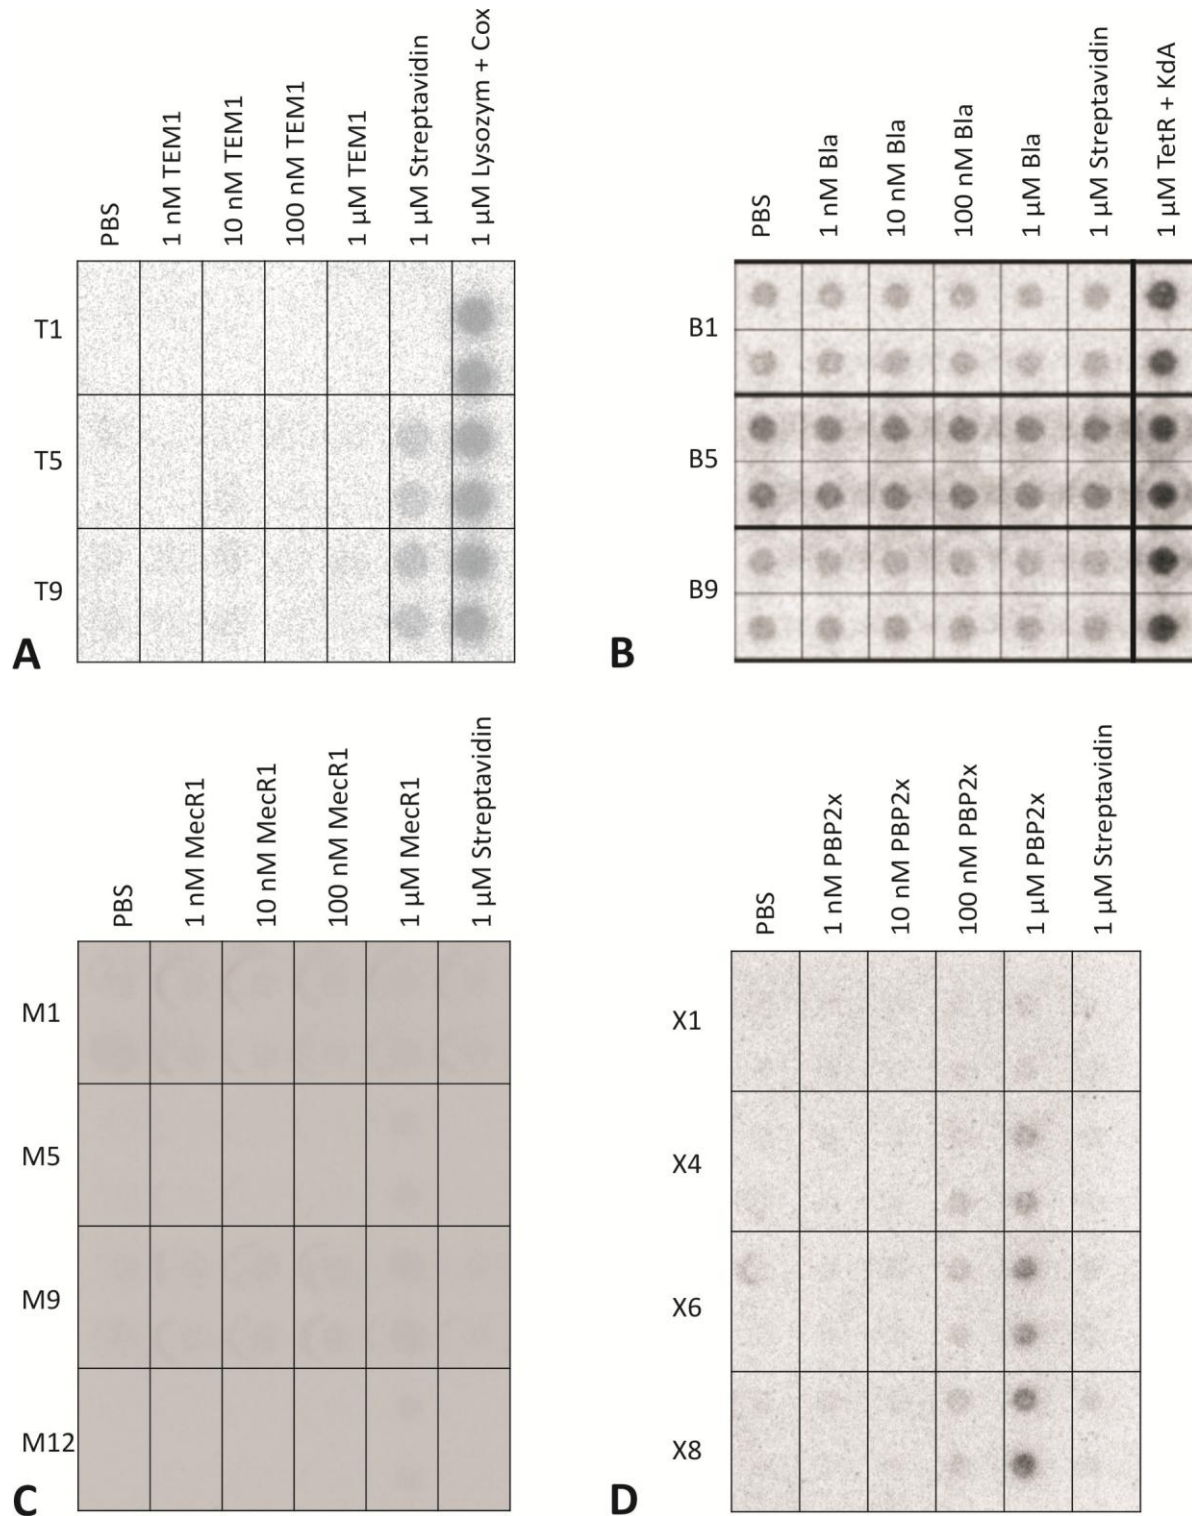 PBS
1 nM TEM1
10 nM TEM1
100 nM TEM1
1 µM TEM1
1 µM Streptavidin
1 µM Lysozym + Cox
T1
T5
T9
A
PBS
1 nM Bla
10 nM Bla
100 nM Bla
1 µM Bla
1 µM Streptavidin
1 µM TetR + KdA
B1
B5
B9
B
PBS
1 nM MecR1
10 nM MecR1
100 nM MecR1
1 µM MecR1
1 µM Streptavidin
M1
M5
M9
M12
C
PBS
1 nM PBP2x
10 nM PBP2x
100 nM PBP2x
1 µM PBP2x
1 µM Streptavidin
X1
X4
X6
X8
D